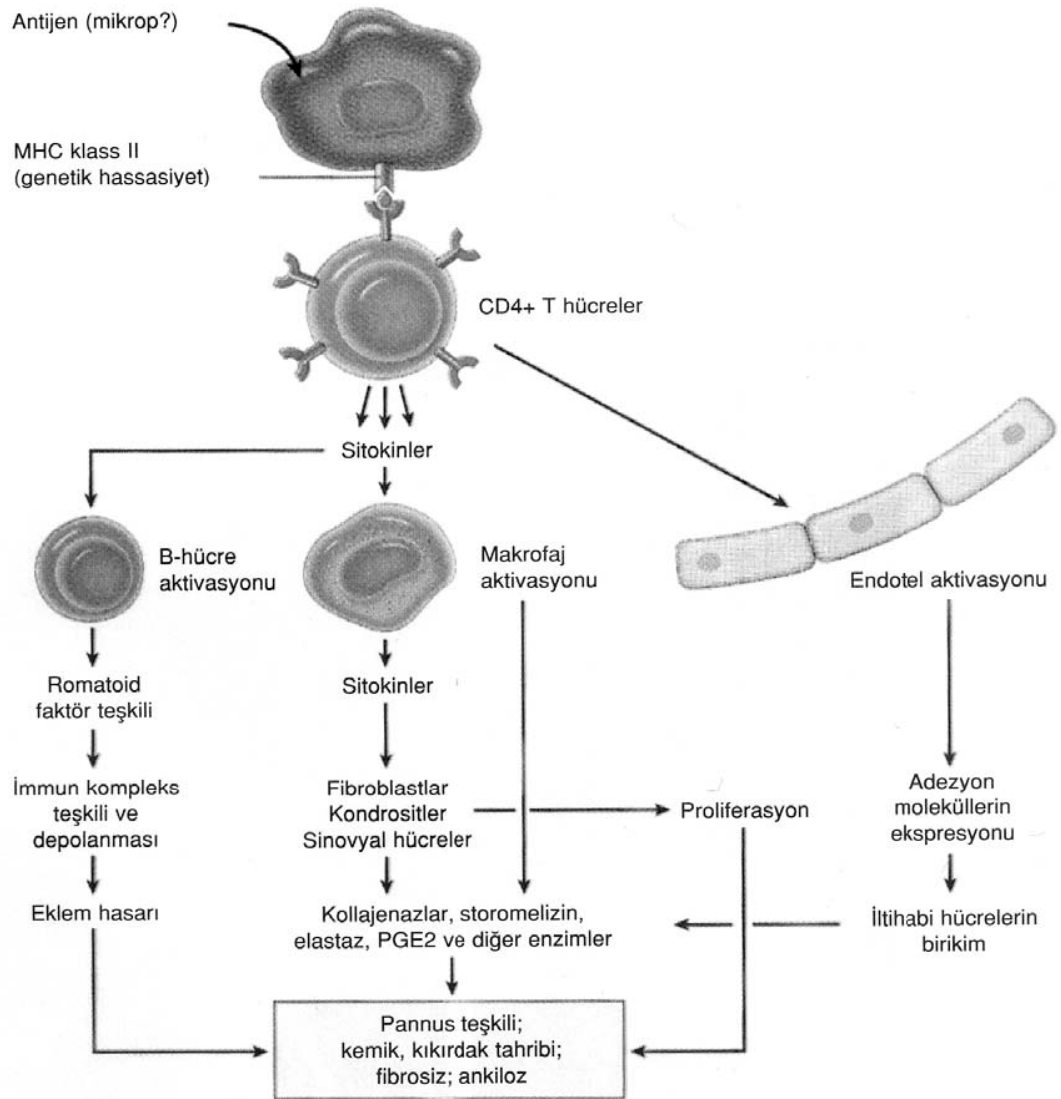 Antijen (mikrop?)
MHC klass II
(genetik hassasiyet)
CD4+ T hücreler
Sitokinler
B-hücre
aktivasyonu
Makrofaj
aktivasyonu
Endotel aktivasyonu
Romatoid
faktör teşkili
Sitokinler
İmmun kompleks
teşkili ve
depolanması
Fibroblastlar
Kondrositler
Sinovyal hücreler
Proliferasyon
Adezyon
moleküllerin
ekspresyonu
Eklem hasarı
Kollajenazlar, storomelizin,
elastaz, PGE2 ve diğer enzimler
İltihabi hücrelerin
birikim
Pannus teşkili;
kemik, kıkırdak tahribi;
fibrosiz; ankiloz